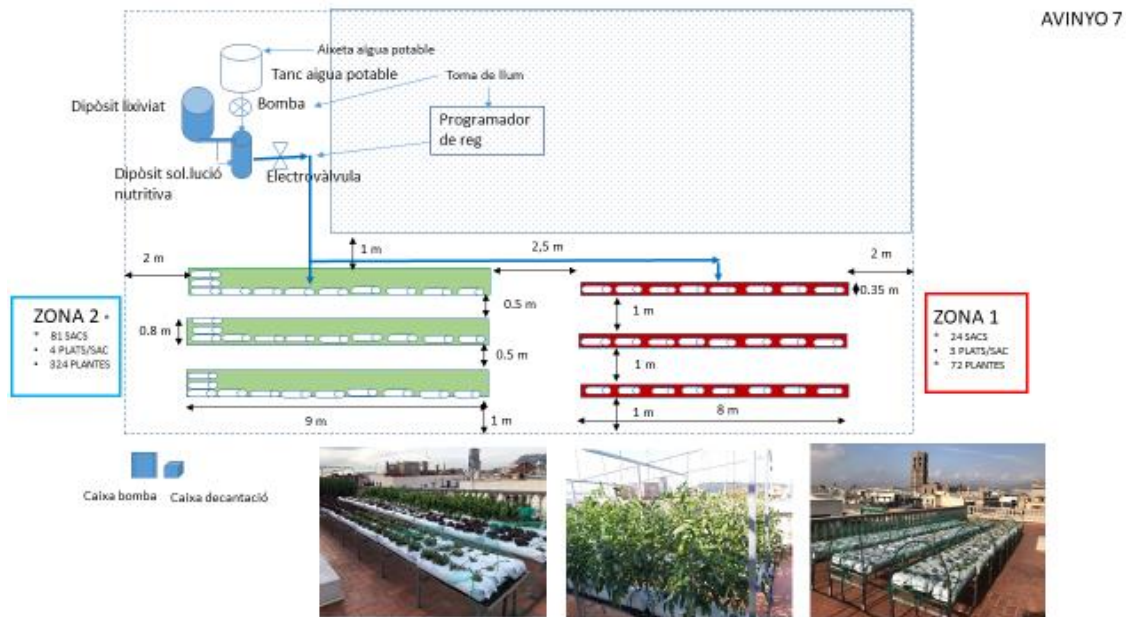 AVINYO 7
Aixeta aigua potable
Tanc aigua potable
Toma de llum
Dipòsit lixiviat
Bomba
Programador
de reg
Dipòsit sol.lució
nutritiva
Electrovàlvula
1 m
2,5 m
2 m
2 m
0.5 m
0.35 m
1 m
ZONA 2
81 SACS
4 PLATS/SAC
324 PLANTES
0.8 m
0.5 m
1 m
ZONA 1
24 SACS
3 PLATS/SAC
72 PLANTES
9 m
1 m
1 m
8 m
Caixa bomba
Caixa decantació